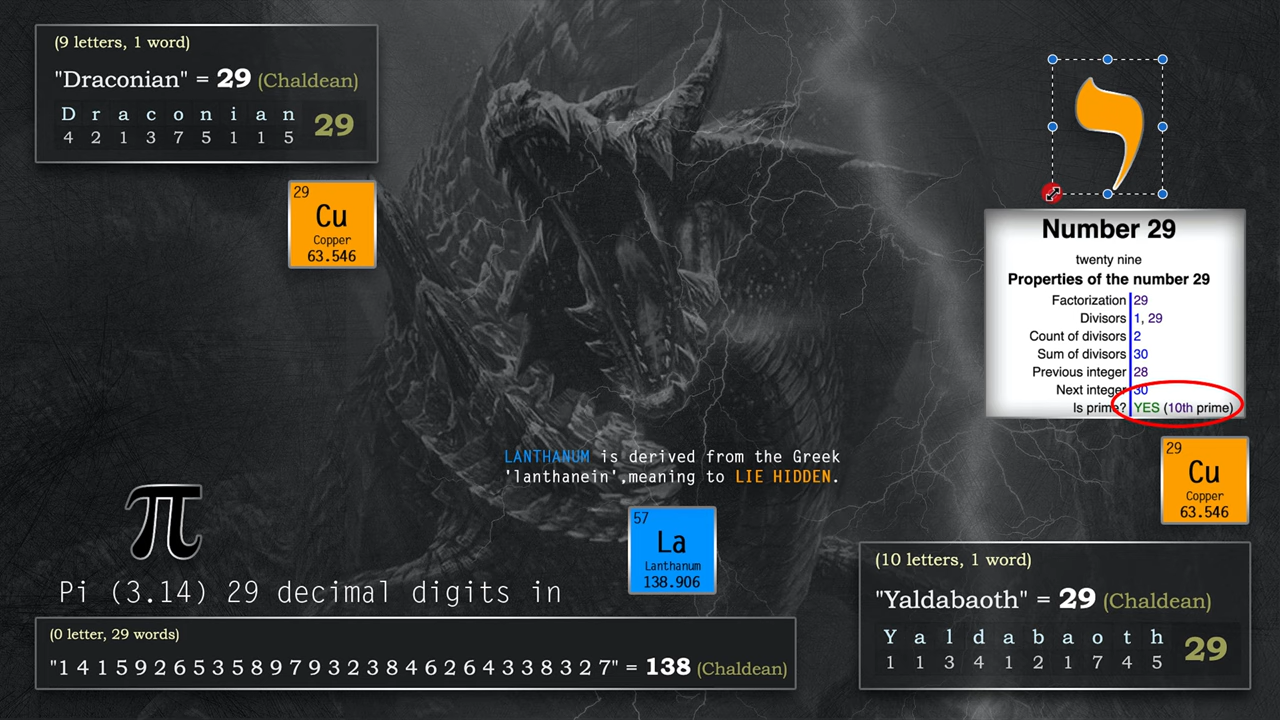 (9 letters, 1 word)
"Draconian" = 29 (Chaldean)
D r a c o n i a n
4 2 1 3 7 5 1 1 5
29
29
Cu
Copper
63.546
י
Number 29
twenty nine
Properties of the number 29
Factorization 29
Divisors 1, 29
Count of divisors 2
Sum of divisors 30
Previous integer 28
Next integer 30
Is prime? YES (10th prime)
29
Cu
Copper
63.546
LANTHANUM is derived from the Greek
'lanthanein',meaning to LIE HIDDEN.
57
La
Lanthanum
138.906
π
Pi (3.14) 29 decimal digits in
(0 letter, 29 words)
"1 4 1 5 9 2 6 5 3 5 8 9 7 9 3 2 3 8 4 6 2 6 4 3 3 8 3 2 7" = 138 (Chaldean)
(10 letters, 1 word)
"Yaldabaoth" = 29 (Chaldean)
Y a l d a b a o t h
1 1 3 4 1 2 1 7 4 5
29